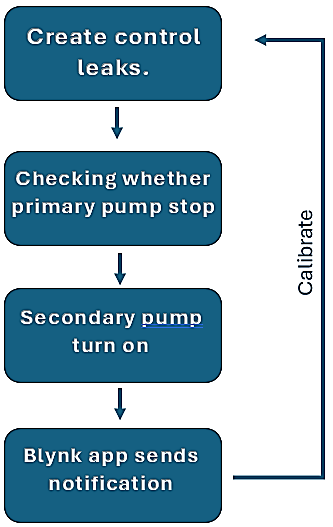 Create control
leaks.
Checking whether
primary pump stop
Secondary pump
turn on
Blynk app sends
notification
Calibrate